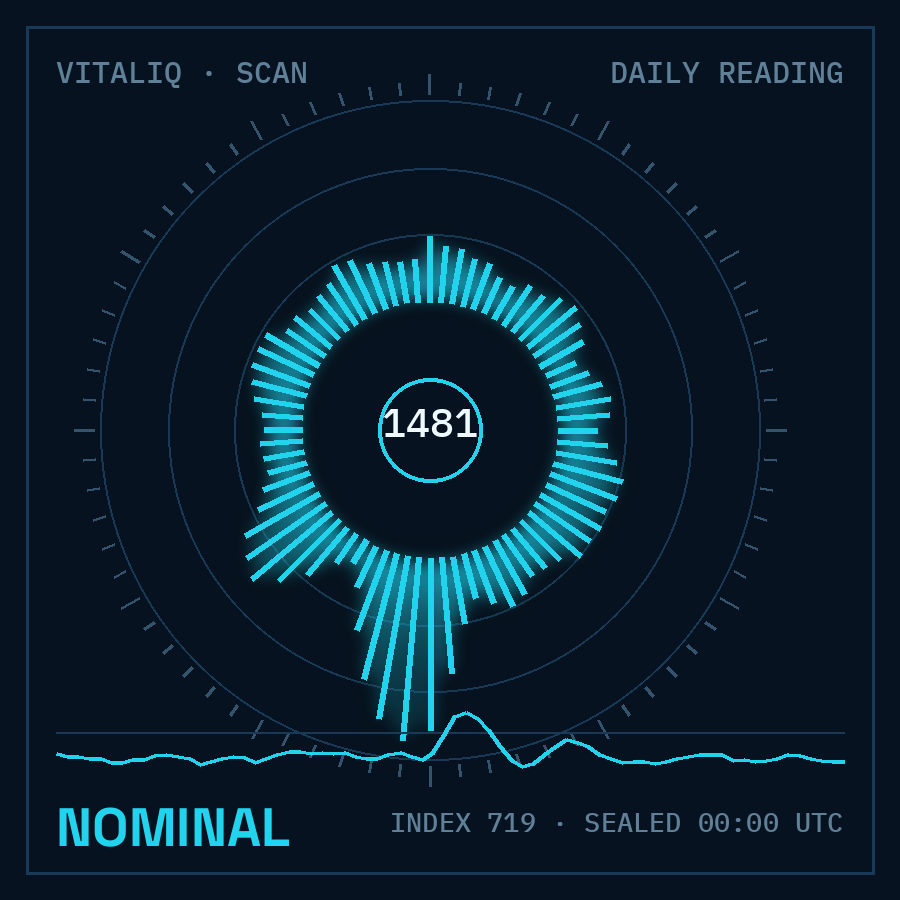 VITALIQ · SCAN
DAILY READING
1481
NOMINAL
INDEX 719 · SEALED 00:00 UTC